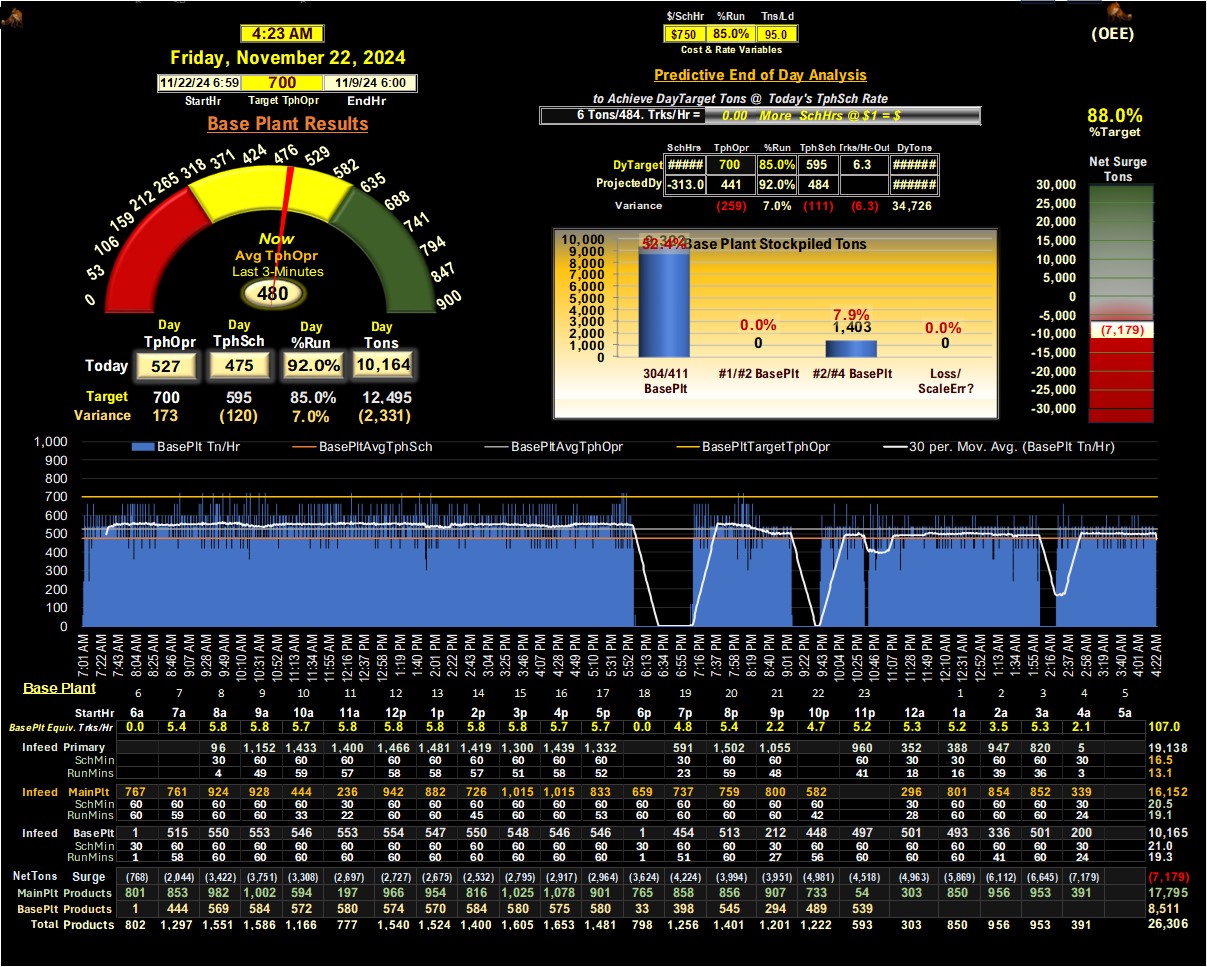 4:23 AM
Friday, November 22, 2024
11/22/24 6:59 700 11/9/24 6:00
StartHr Target TphOpr EndHr
Base Plant Results
0 53 106 159 212 265 318 371 424 476 529 582 635 688 741 794 847 900
Now
Avg TphOpr
Last 3-Minutes
480
Day Day Day Day
TphOpr TphSch %Run Tons
Today 527 475 92.0% 10,164
Target 700 595 85.0% 12,495
Variance 173 (120) 7.0% (2,331)
$/SchHr %Run Tns/Ld
$750 85.0% 95.0
Cost & Rate Variables
Predictive End of Day Analysis
to Achieve DayTarget Tons @ Today's TphSch Rate
6 Tons/484. Trks/Hr = 0.00 More SchHrs @ $1 = $
SchHrs TphOpr %Run TphSch Trks/Hr-Out DyTons
DyTarget ##### 700 85.0% 595 6.3 ######
ProjectedDy -313.0 441 92.0% 484 ######
Variance (259) 7.0% (111) (6.3) 34,726
Base Plant Stockpiled Tons
10,000
9,000
8,000
7,000
6,000
5,000
4,000
3,000
2,000
1,000
0
52.4%
0.0%
0
7.9%
1,403
0.0%
0
304/411 #1/#2 BasePlt #2/#4 BasePlt Loss/
BasePlt ScaleErr?
(OEE)
88.0%
%Target
Net Surge
Tons
30,000
25,000
20,000
15,000
10,000
5,000
0
-5,000
-10,000
-15,000
-20,000
-25,000
-30,000
(7,179)
BasePlt Tn/Hr BasePltAvgTphSch BasePltAvgTphOpr BasePltTargetTphOpr 30 per. Mov. Avg. (BasePlt Tn/Hr)
1,000
900
800
700
600
500
400
300
200
100
0
7:01 AM 7:22 AM 7:43 AM 8:04 AM 8:25 AM 8:46 AM 9:07 AM 9:28 AM 9:49 AM 10:10 AM 10:31 AM 10:52 AM 11:13 AM 11:34 AM 11:55 AM 12:16 PM 12:37 PM 12:58 PM 1:19 PM 1:40 PM 2:01 PM 2:22 PM 2:43 PM 3:04 PM 3:25 PM 3:46 PM 4:07 PM 4:28 PM 4:49 PM 5:10 PM 5:31 PM 5:52 PM 6:13 PM 6:34 PM 6:55 PM 7:16 PM 7:37 PM 7:58 PM 8:19 PM 8:40 PM 9:01 PM 9:22 PM 9:43 PM 10:04 PM 10:25 PM 10:46 PM 11:07 PM 11:28 PM 11:49 PM 12:10 AM 12:31 AM 12:52 AM 1:13 AM 1:34 AM 1:55 AM 2:16 AM 2:37 AM 2:58 AM 3:19 AM 3:40 AM 4:01 AM 4:22 AM
Base Plant 6 7 8 9 10 11 12 13 14 15 16 17 18 19 20 21 22 23 1 2 3 4 5
StartHr 6a 7a 8a 9a 10a 11a 12p 1p 2p 3p 4p 5p 6p 7p 8p 9p 10p 11p 12a 1a 2a 3a 4a 5a
BasePlt Equiv. Trks/Hr 0.0 5.4 5.8 5.8 5.7 5.8 5.8 5.8 5.8 5.8 5.7 5.7 0.0 4.8 5.4 2.2 4.7 5.2 5.3 5.2 3.5 5.3 2.1 107.0
Infeed Primary 96 1,152 1,433 1,400 1,466 1,481 1,419 1,300 1,439 1,332 591 1,502 1,055 960 352 388 947 820 5 19,138
SchMin 30 60 60 60 60 60 60 60 60 60 30 60 60 60 30 30 60 60 30 16.5
RunMins 4 49 59 57 58 58 57 51 58 52 23 59 48 41 18 16 39 36 3 13.1
Infeed MainPlt 767 761 924 928 444 236 942 882 726 1,015 1,015 833 659 737 759 800 582 296 801 854 852 339 16,152
SchMin 60 60 60 60 60 30 60 60 60 60 60 60 60 60 60 60 60 30 60 60 60 30 20.5
RunMins 60 59 60 60 33 22 60 60 45 60 60 53 60 60 60 60 42 28 60 60 60 24 19.1
Infeed BasePlt 1 515 550 553 546 553 554 547 550 548 546 546 1 454 513 212 448 497 501 493 336 501 200 10,165
SchMin 30 60 60 60 60 60 60 60 60 60 60 60 30 60 60 30 60 60 60 60 60 60 30 21.0
RunMins 1 58 60 60 60 60 60 60 60 60 60 60 1 51 60 27 56 60 60 60 41 60 24 19.3
NetTons Surge (768) (2,044) (3,422) (3,751) (3,308) (2,697) (2,727) (2,675) (2,532) (2,795) (2,917) (2,964) (3,624) (4,224) (3,994) (3,951) (4,981) (4,518) (4,963) (5,869) (6,112) (6,645) (7,179) (7,179)
MainPlt Products 801 853 982 1,002 594 197 966 954 816 1,025 1,078 901 765 858 856 907 733 54 303 850 956 953 391 17,795
BasePlt Products 1 444 569 584 572 580 574 570 584 580 575 580 33 398 545 294 489 539 8,511
Total Products 802 1,297 1,551 1,586 1,166 777 1,540 1,524 1,400 1,605 1,653 1,481 798 1,256 1,401 1,201 1,222 593 303 850 956 953 391 26,306